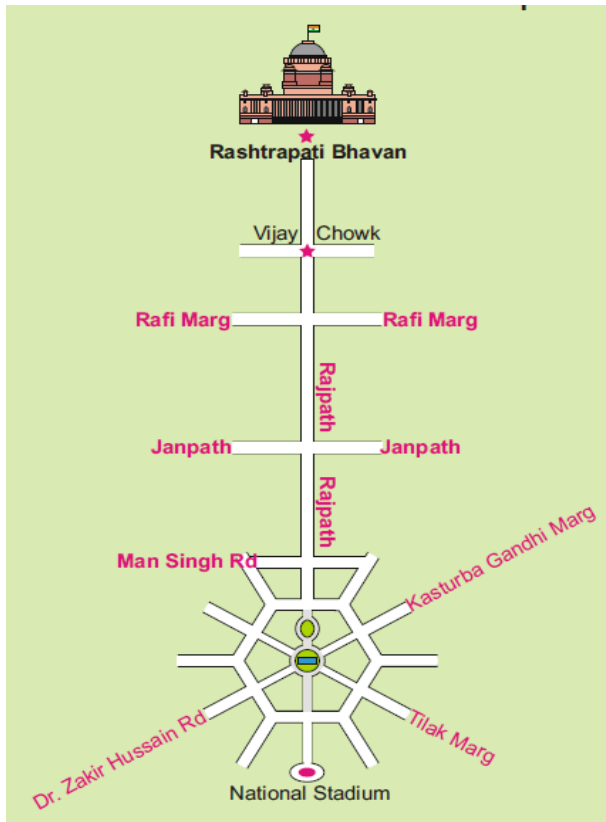 Rashtrapati Bhavan
Vijay Chowk
Rafi Marg Rafi Marg
Rajpath
Janpath Janpath
Rajpath
Man Singh Rd
Kasturba Gandhi Marg
Dr. Zakir Hussain Rd
Tilak Marg
National Stadium